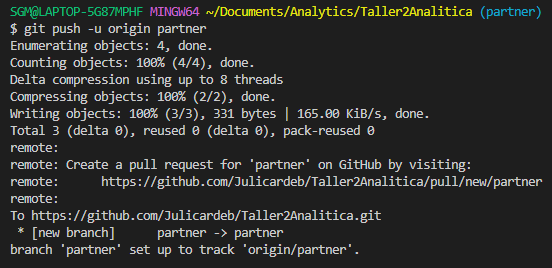 SGM@LAPTOP-5G87MPHF MINGW64 ~/Documents/Analytics/Taller2Analitica (partner)
$ git push -u origin partner
Enumerating objects: 4, done.
Counting objects: 100% (4/4), done.
Delta compression using up to 8 threads
Compressing objects: 100% (2/2), done.
Writing objects: 100% (3/3), 331 bytes | 165.00 KiB/s, done.
Total 3 (delta 0), reused 0 (delta 0), pack-reused 0
remote:
remote: Create a pull request for 'partner' on GitHub by visiting:
remote:      https://github.com/Julicardeb/Taller2Analitica/pull/new/partner
remote:
To https://github.com/Julicardeb/Taller2Analitica.git
 * [new branch]      partner -> partner
branch 'partner' set up to track 'origin/partner'.